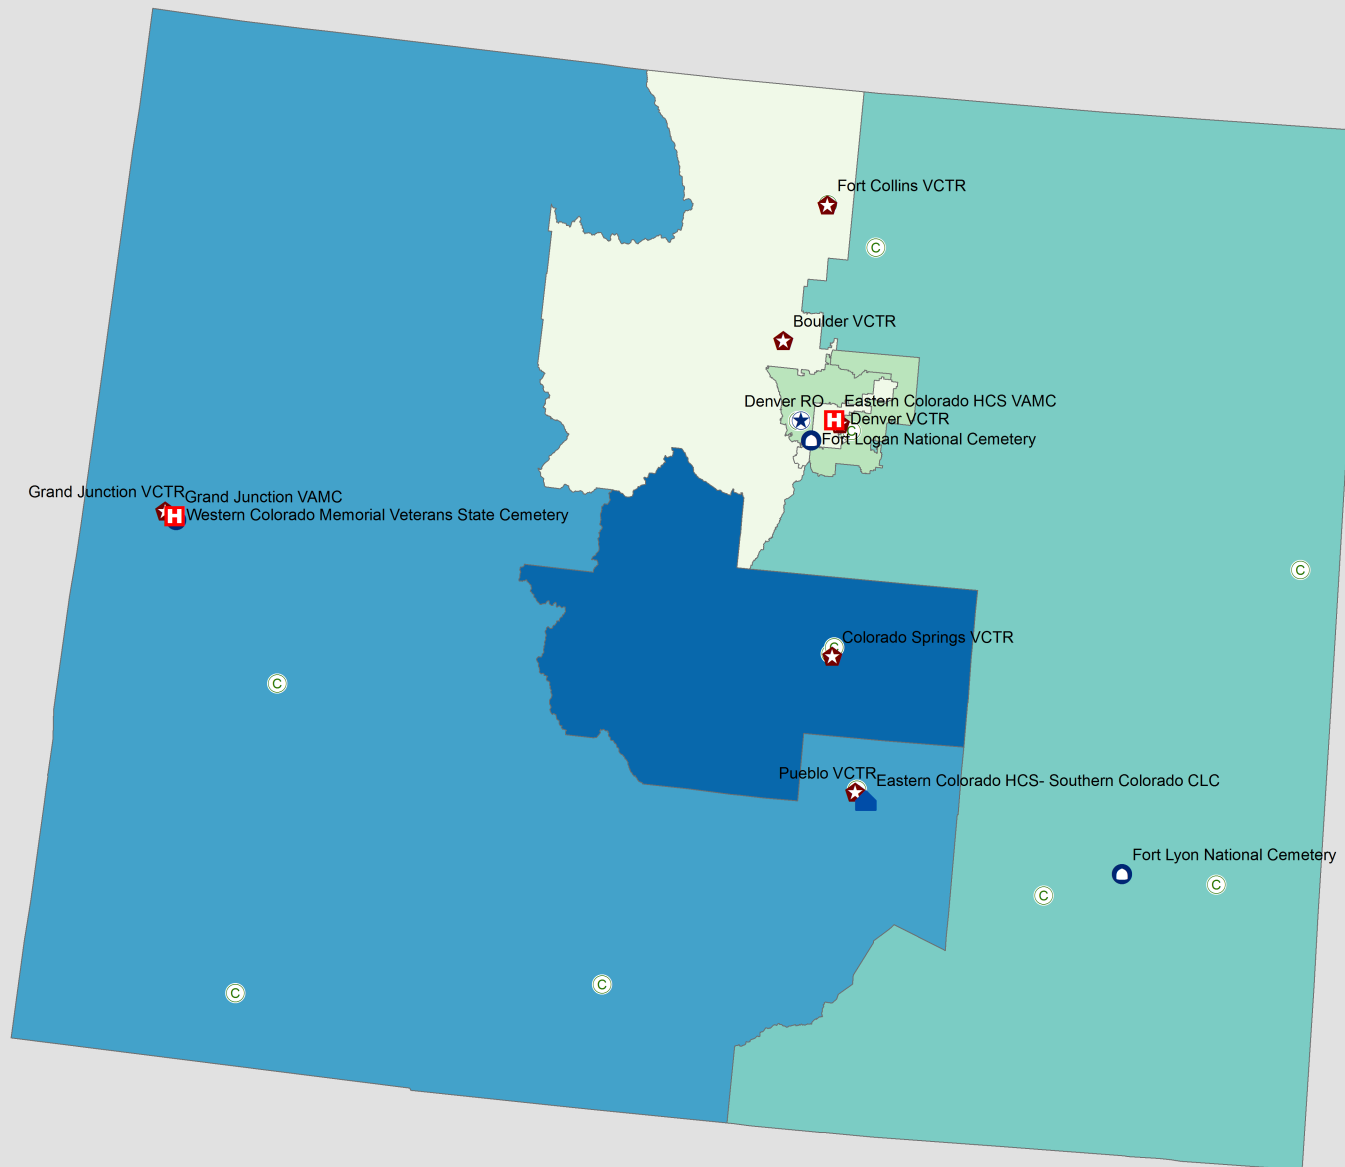 Fort Collins VCTR
C
Boulder VCTR
Denver RO
Eastern Colorado HCS VAMC
H
Denver VCTR
C
Fort Logan National Cemetery
Grand Junction VCTR
Grand Junction VAMC
H
Western Colorado Memorial Veterans State Cemetery
C
Colorado Springs VCTR
C
C
Pueblo VCTR
Eastern Colorado HCS- Southern Colorado CLC
Fort Lyon National Cemetery
C
C
C
C